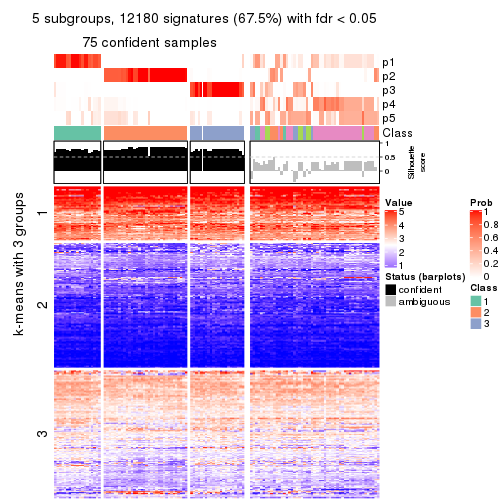 5 subgroups, 12180 signatures (67.5%) with fdr < 0.05
75 confident samples
p1
p2
p3
p4
p5
Class
1
0.5
0
Silhouette
score
k-means with 3 groups
1
2
3
Value
5
4
3
2
1
Status (barplots)
confident
ambiguous
Prob
1
0.8
0.6
0.4
0.2
0
Class
1
2
3